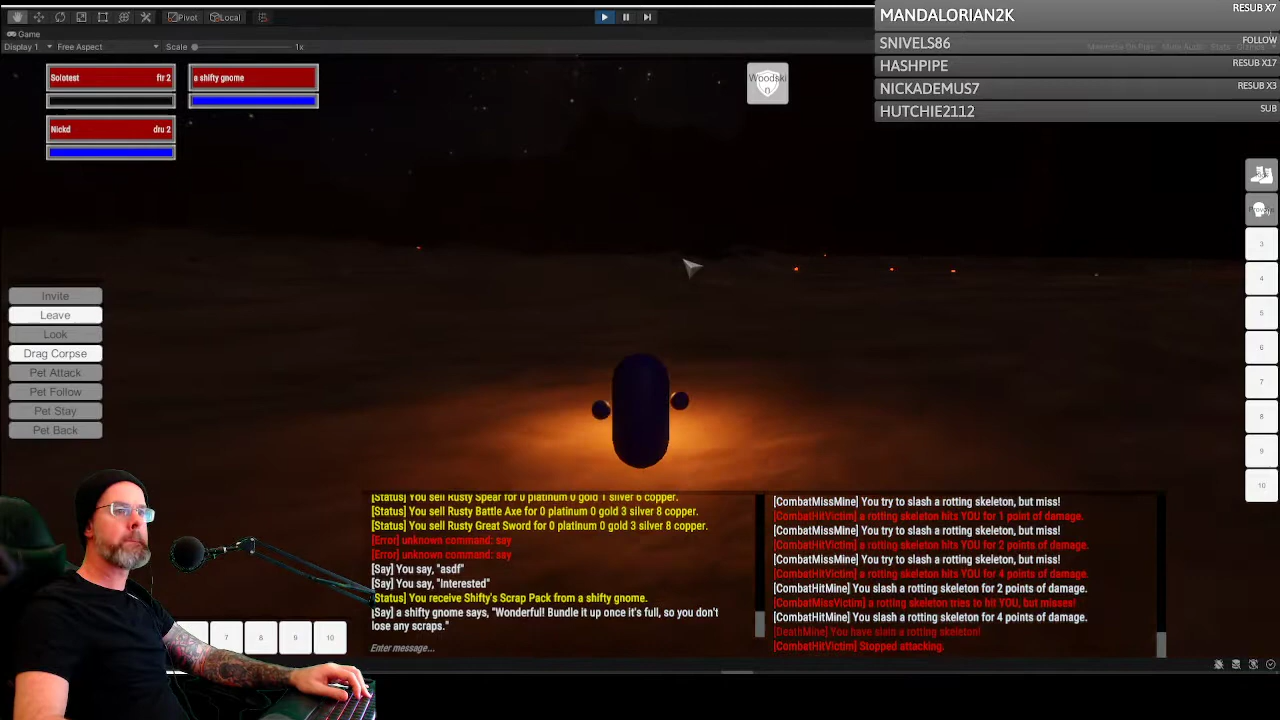 Pivot
Local
Game
Display 1
Free Aspect
Scale
1x
MANDALORIAN2K
RESUB X7
SNIVELS86
FOLLOW
HASHPIPE
RESUB X17
NICKADEMUS7
RESUB X3
HUTCHIE2112
SUB
Solotest
fir 2
a shifty gnome
Nickd
dru 2
Woodski
n
Invite
Leave
Look
Drag Corpse
Pet Attack
Pet Follow
Pet Stay
Pet Back
3
4
5
6
7
8
9
10
7
8
9
10
[Status] You sell Rusty Spear for 0 platinum 0 gold 1 silver 6 copper.
[Status] You sell Rusty Battle Axe for 0 platinum 0 gold 3 silver 8 copper.
[Status] You sell Rusty Great Sword for 0 platinum 0 gold 3 silver 8 copper.
[Error] unknown command: say
[Error] unknown command: say
[Say] You say, "asdf"
[Say] You say, "Interested"
[Status] You receive Shifty's Scrap Pack from a shifty gnome.
[Say] a shifty gnome says, "Wonderful! Bundle it up once it's full, so you don't
lose any scraps."
Enter message...
[CombatMissMine] You try to slash a rotting skeleton, but miss!
[CombatHitVictim] a rotting skeleton hits YOU for 1 point of damage.
[CombatMissMine] You try to slash a rotting skeleton, but miss!
[CombatHitVictim] a rotting skeleton hits YOU for 2 points of damage.
[CombatMissMine] You try to slash a rotting skeleton, but miss!
[CombatHitVictim] a rotting skeleton hits YOU for 4 points of damage.
[CombatHitMine] You slash a rotting skeleton for 2 points of damage.
[CombatMissVictim] a rotting skeleton tries to hit YOU, but misses!
[CombatHitMine] You slash a rotting skeleton for 4 points of damage.
[DeathMine] You have slain a rotting skeleton!
[CombatHitVictim] Stopped attacking.